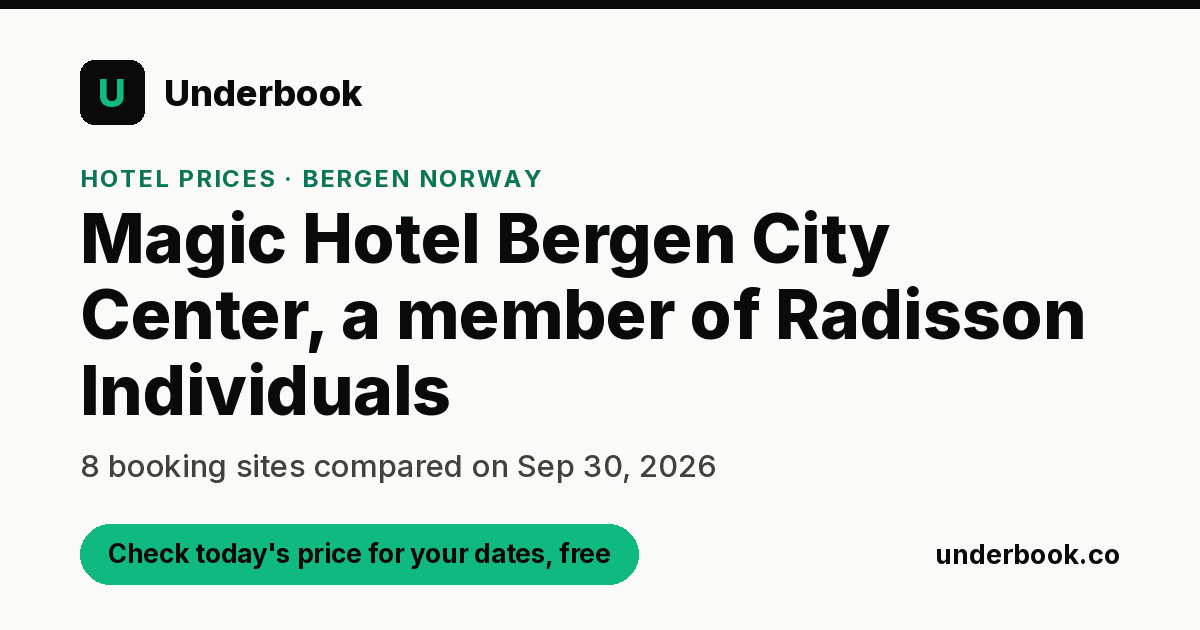 U
Underbook
HOTEL PRICES · BERGEN NORWAY
Magic Hotel Bergen City
Center, a member of Radisson
Individuals
8 booking sites compared on Sep 30, 2026
Check today's price for your dates, free
underbook.co